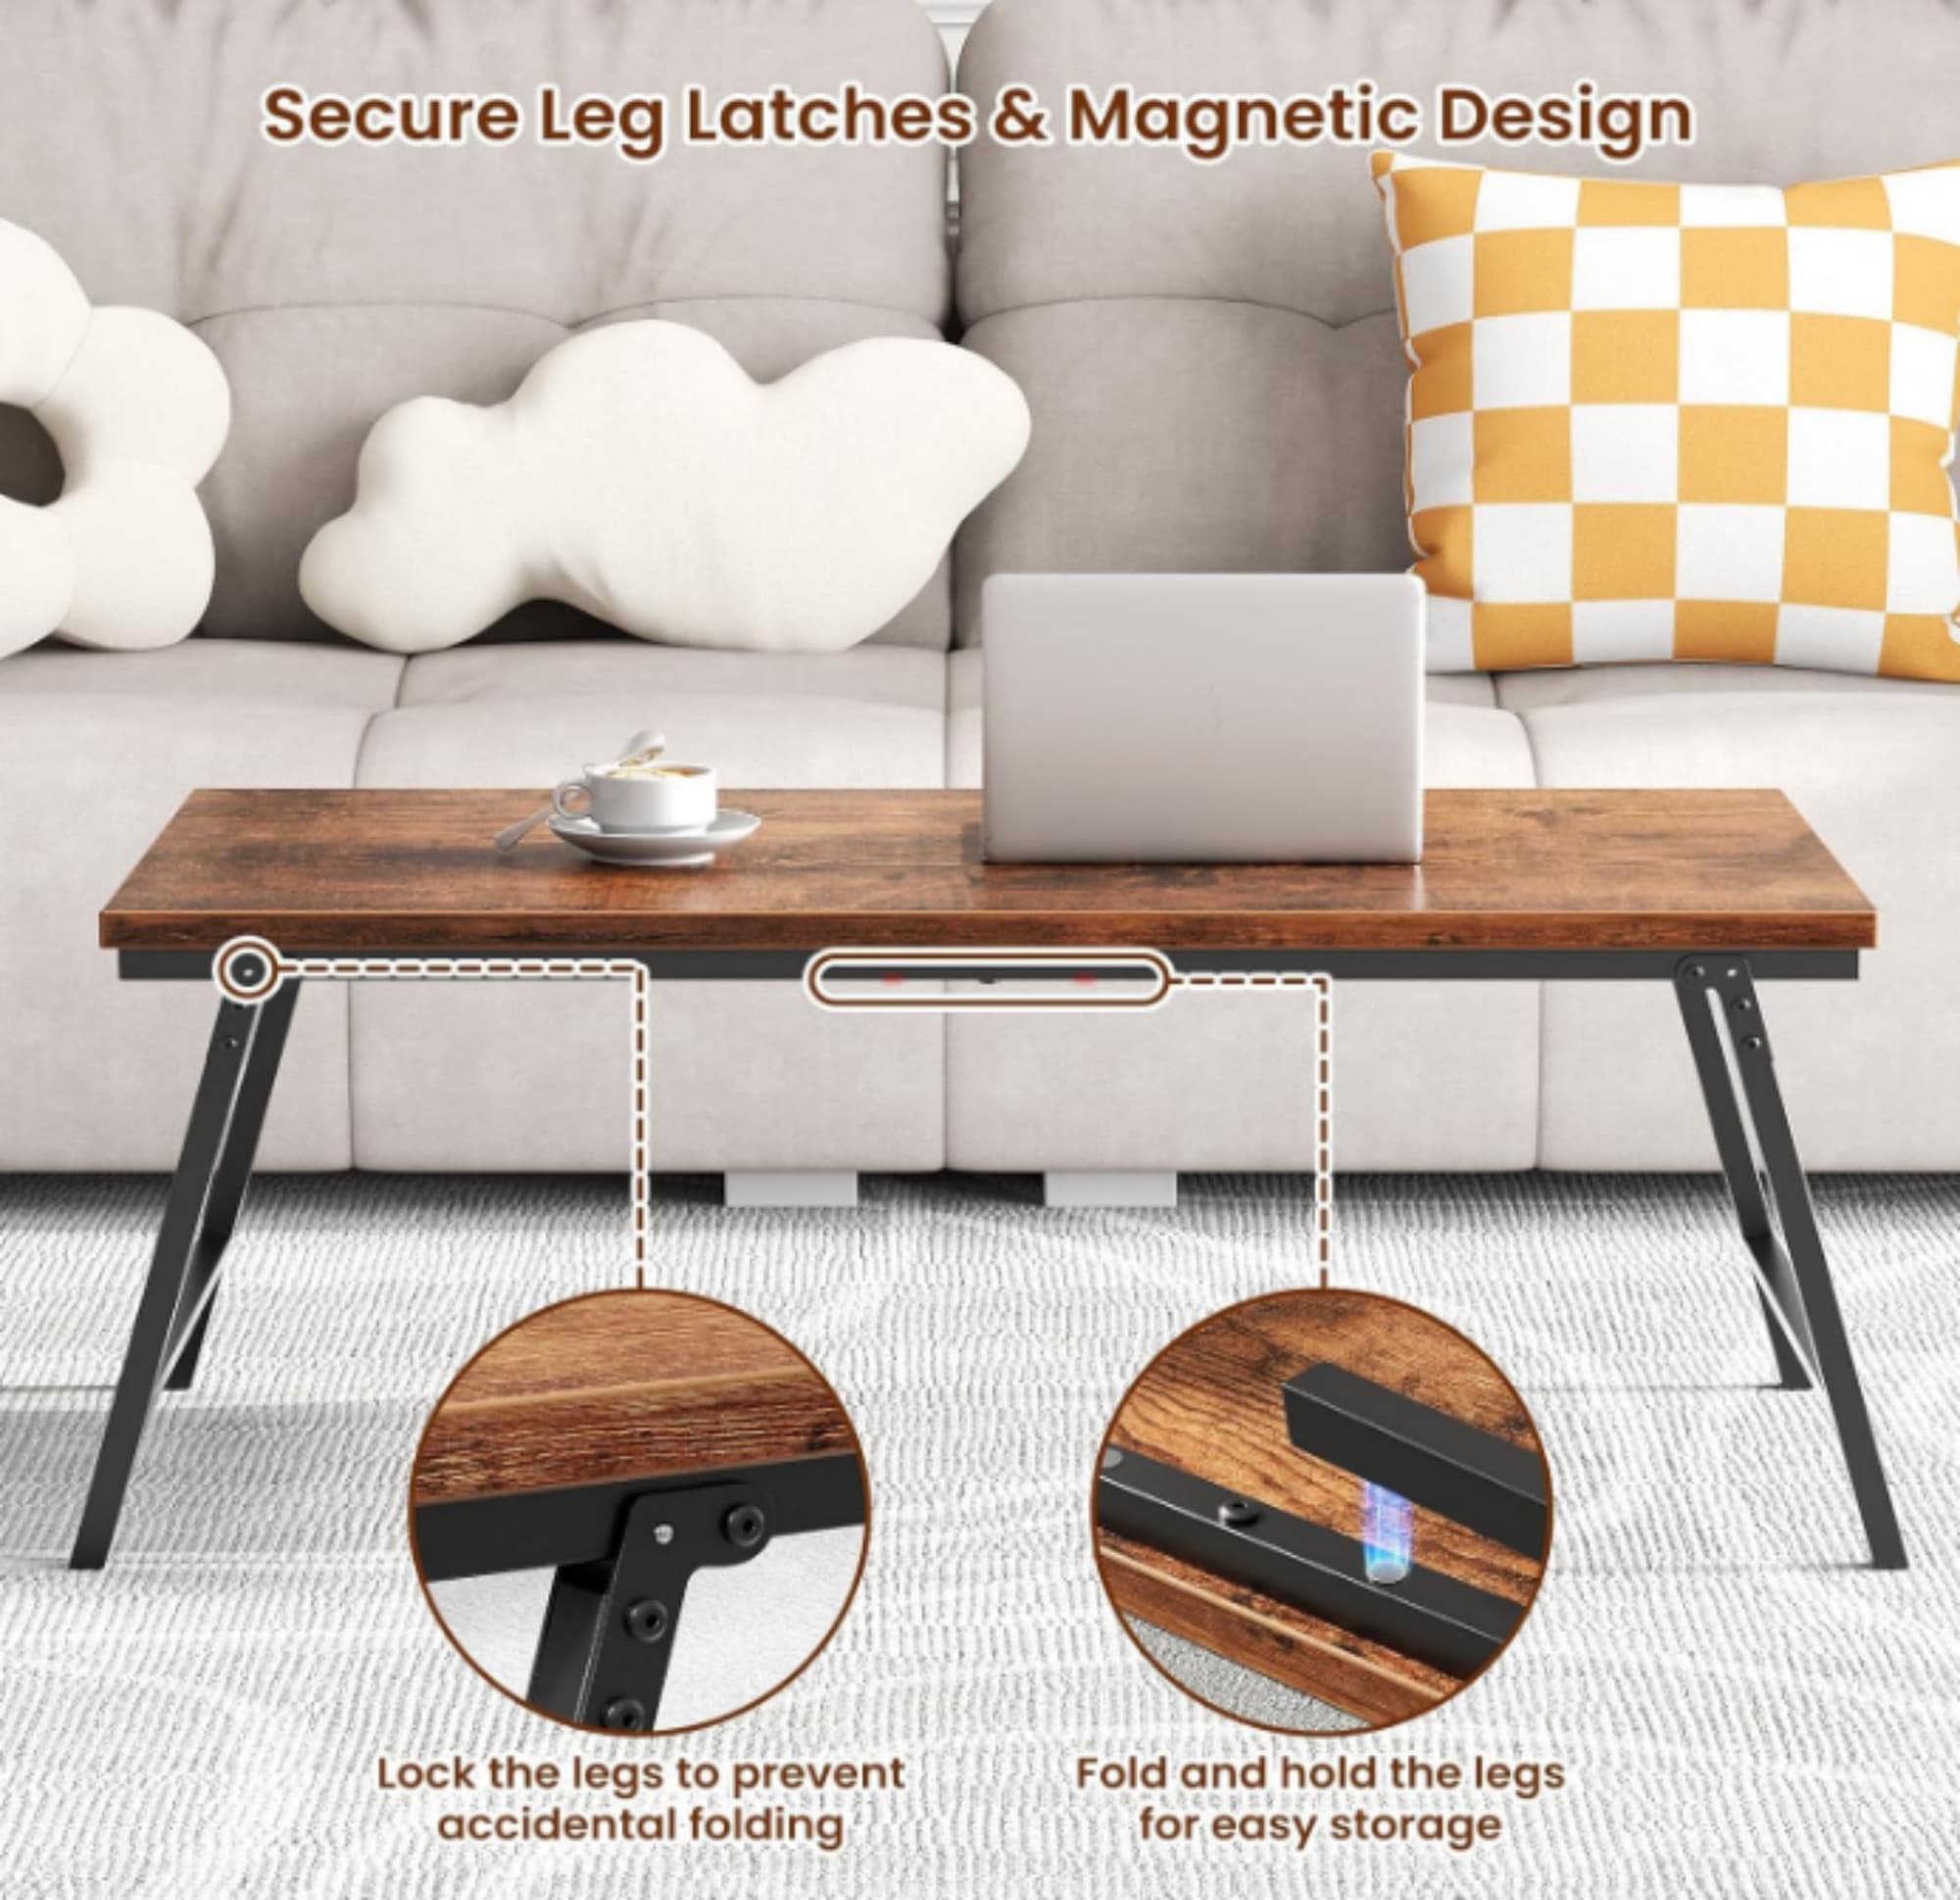 Secure Leg Latches & Magnetic Design
Lock the legs to prevent
accidental folding
Fold and hold the legs
for easy storage